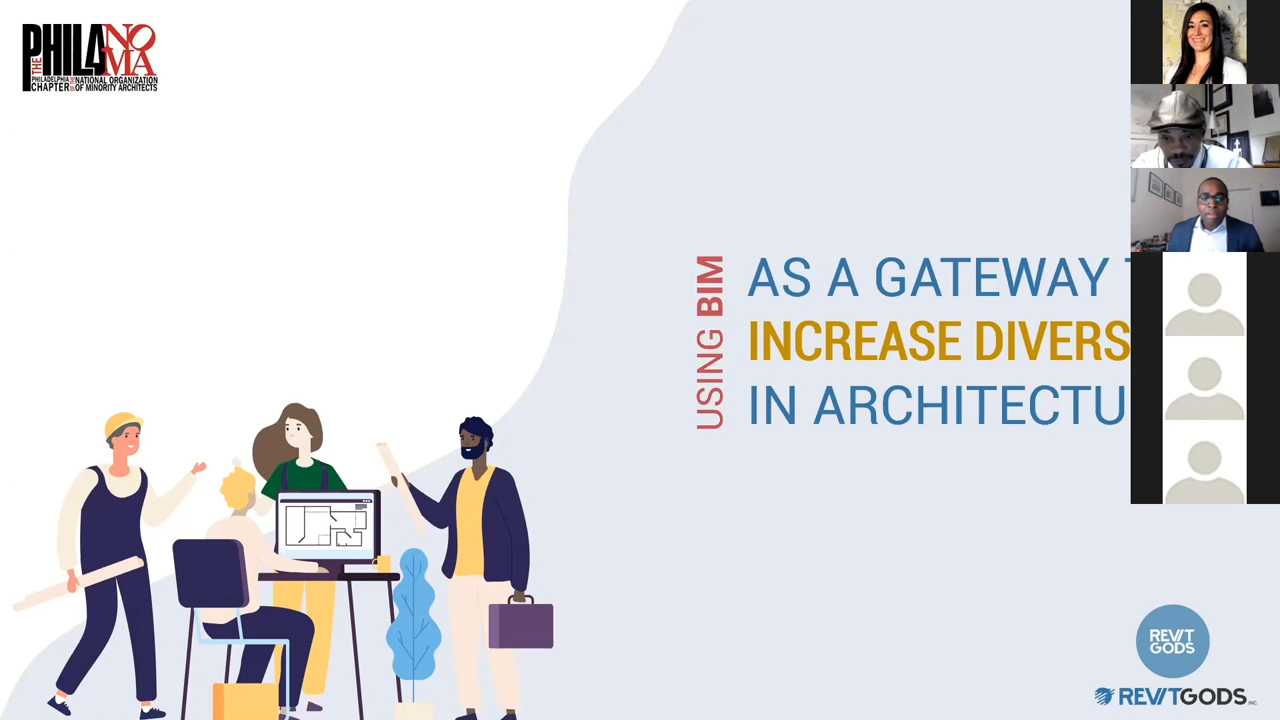 THE PHILA NOMA
PHILADELPHIA
NATIONAL ORGANIZATION
CHAPTER OF THE OF MINORITY ARCHITECTS
USING BIM
AS A GATEWAY
INCREASE DIVERS
IN ARCHITECTU
REVIT
GODS
REVITGODS INC.